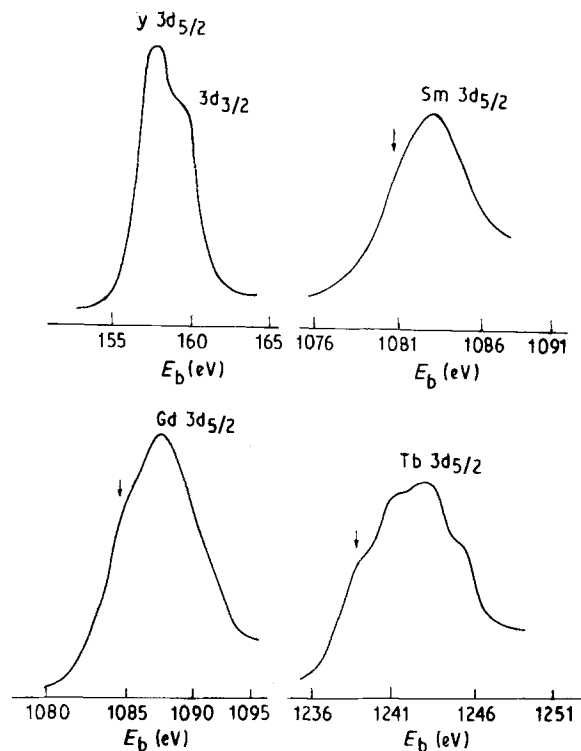 y 3d5/2
3d3/2
155 160 165
Eb (eV)
Sm 3d5/2
1076 1081 1086 1091
Eb (eV)
Gd 3d5/2
1080 1085 1090 1095
Eb (eV)
Tb 3d5/2
1236 1241 1246 1251
Eb (eV)